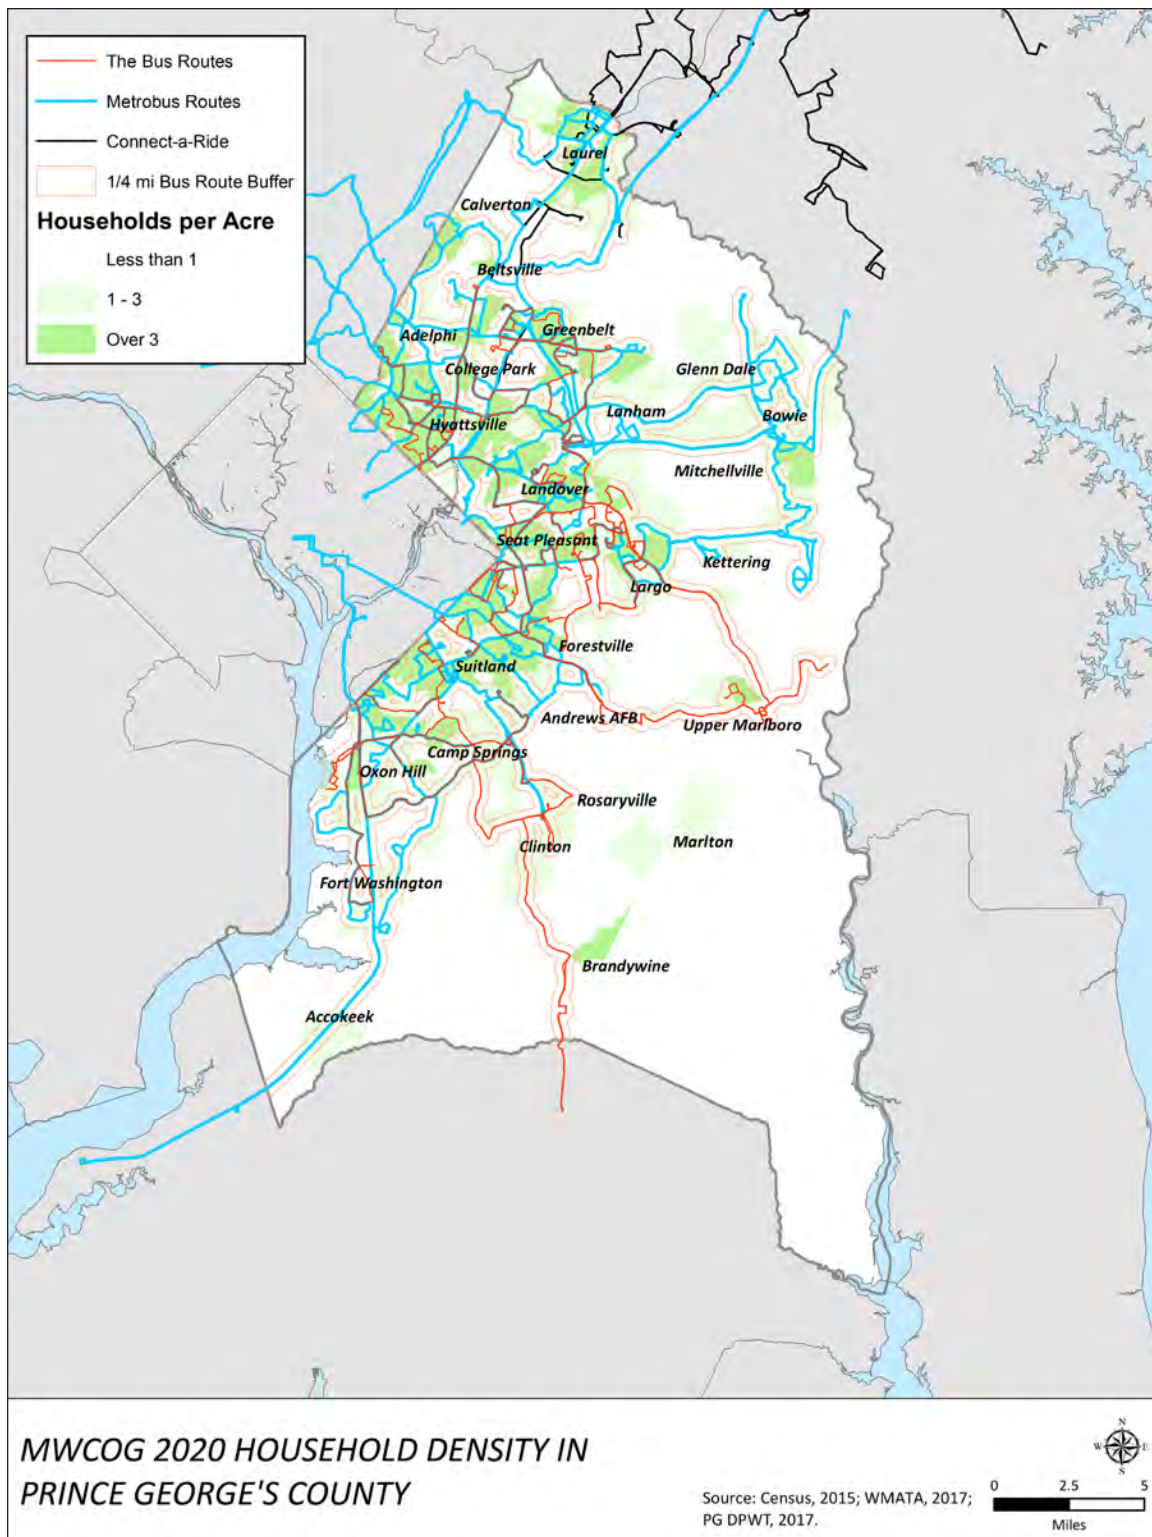 The Bus Routes
Metrobus Routes
Connect-a-Ride
1/4 mi Bus Route Buffer
Households per Acre
Less than 1
1 - 3
Over 3
Laurel
Calverton
Beltsville
Adelphi
Greenbelt
College Park
Glenn Dale
Hyattsville
Lanham
Bowie
Mitchellville
Landover
Seat Pleasant
Kettering
Largo
Forestville
Suitland
Andrews AFB
Upper Marlboro
Camp Springs
Oxon Hill
Rosaryville
Clinton
Marlton
Fort Washington
Brandywine
Accokeek
MWCOG 2020 HOUSEHOLD DENSITY IN
PRINCE GEORGE'S COUNTY
Source: Census, 2015; WMATA, 2017;
PG DPWT, 2017.
N
W E
S
0 2.5 5
Miles